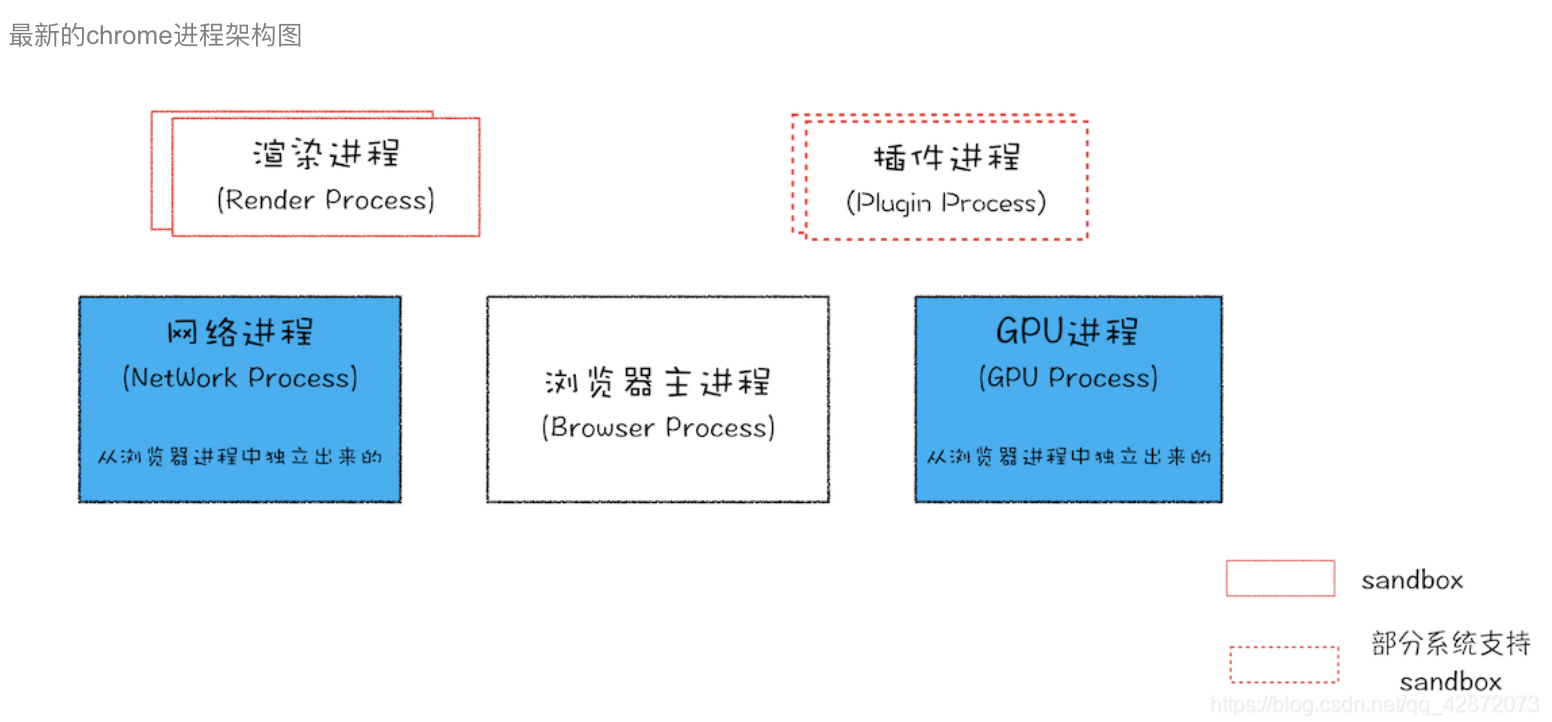 最新的chrome进程架构图
渲染进程
(Render Process)
插件进程
(Plugin Process)
网络进程
(NetWork Process)
从浏览器进程中独立出来的
浏览器主进程
(Browser Process)
GPU进程
(GPU Process)
从浏览器进程中独立出来的
sandbox
部分系统支持
sandbox
https://blog.csdn.net/qq_42872073